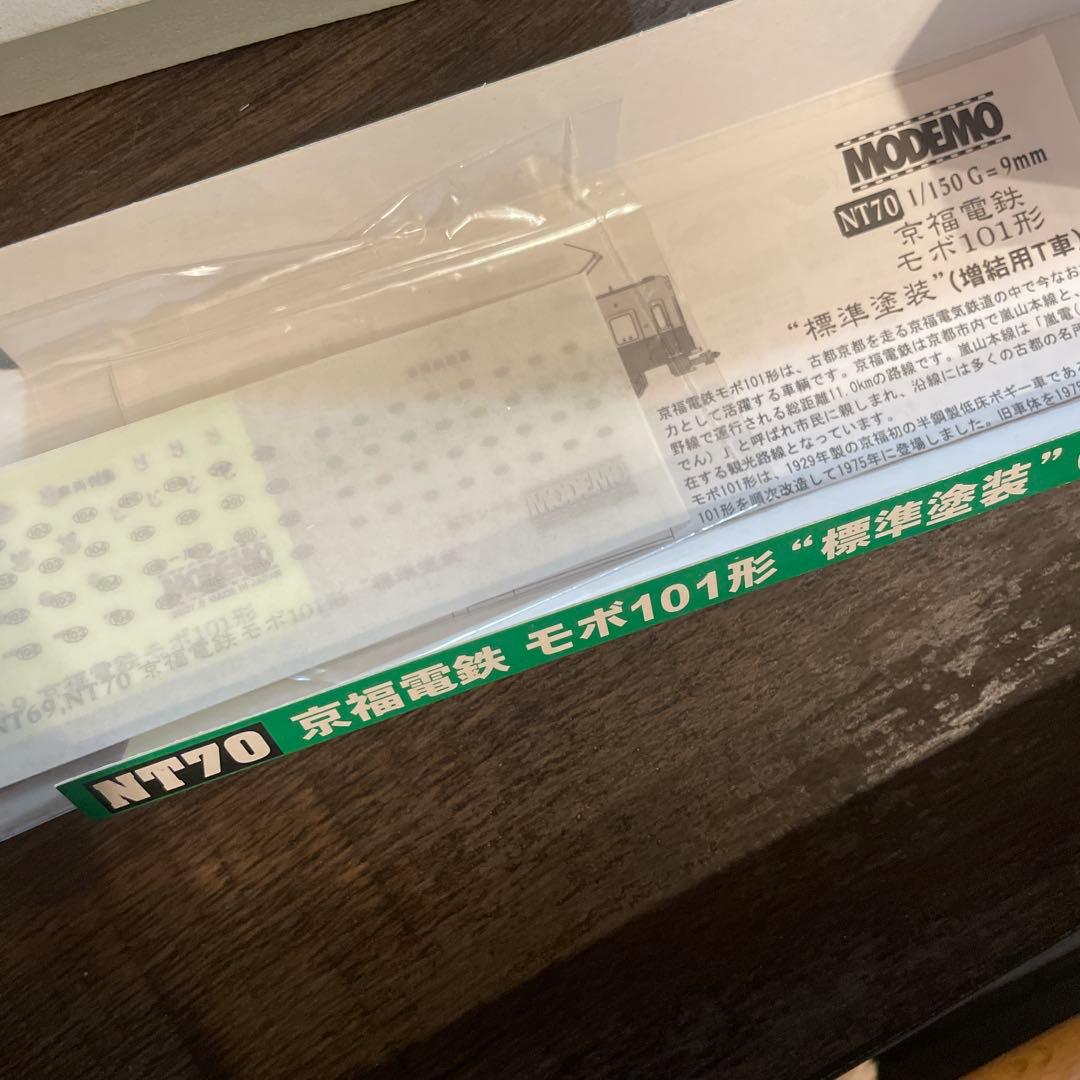 MODEMO
NT70 1/150 G=9mm
京福電鉄
モボ101形
“標準塗装”(増結用T車)
京福電鉄モボ101形は、古都京都を走る京福電気鉄道の中で今なお
力として活躍する車輌です。京福電鉄は京都市内で嵐山本線と、
野線で運行される総距離11.0kmの路線です。嵐山本線は「嵐電(
でん)」と呼ばれ市民に親しまれ、沿線には多くの古都の名所
在する観光路線となっています。
モボ101形は、1929年製の京福初の半鋼製低床ボギー車であ
101形を順次改造して1975年に登場しました。旧車体を1975
MODEMO
MODEMO
京福電鉄モボ101形
NT69,NT70 京福電鉄モボ101形
NT70 京福電鉄 モボ101形 “標準塗装”(